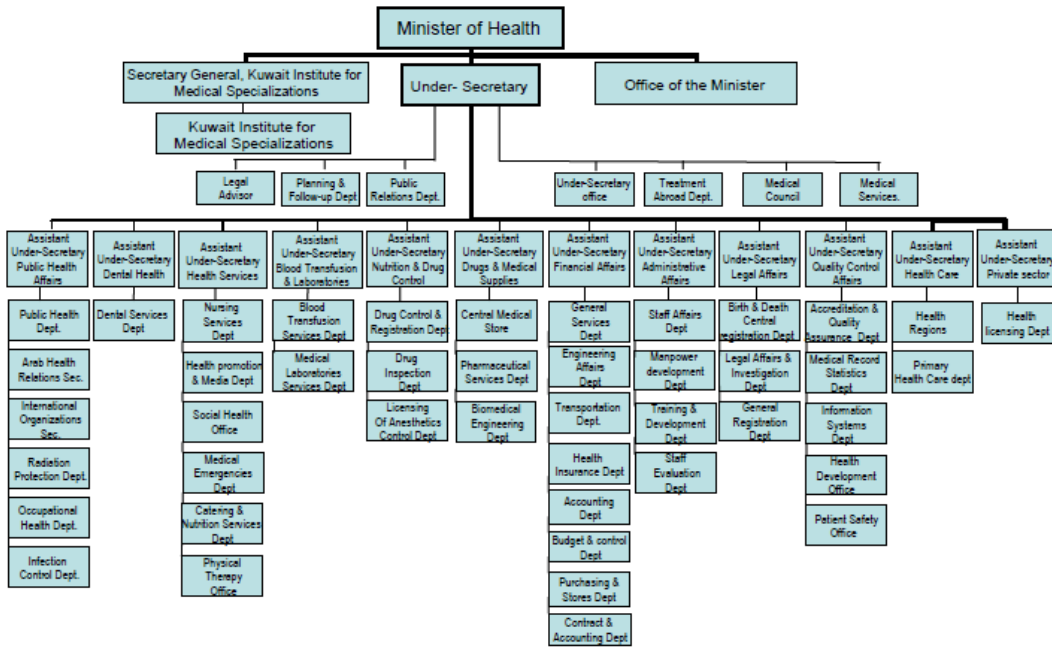 Minister of Health
Secretary General, Kuwait Institute for
Medical Specializations
Under- Secretary
Office of the Minister
Kuwait Institute for
Medical Specializations
Legal
Advisor
Planning &
Follow-up Dept
Public
Relations Dept.
Under-Secretary
office
Treatment
Abroad Dept.
Medical
Council
Medical
Services.
Assistant
Under-Secretary
Public Health
Affairs
Assistant
Under-Secretary
Dental Health
Assistant
Under-Secretary
Health Services
Assistant
Under-Secretary
Blood Transfusion
& Laboratories
Assistant
Under-Secretary
Nutrition & Drug
Control
Assistant
Under-Secretary
Drugs & Medical
Supplies
Assistant
Under-Secretary
Financial Affairs
Assistant
Under-Secretary
Administrative
Affairs
Assistant
Under-Secretary
Legal Affairs
Assistant
Under-Secretary
Quality Control
Affairs
Assistant
Under-Secretary
Health Care
Assistant
Under-Secretary
Private sector
Public Health
Dept.
Arab Health
Relations Sec.
International
Organizations
Sec.
Radiation
Protection Dept.
Occupational
Health Dept.
Infection
Control Dept.
Dental Services
Dept
Nursing
Services
Dept
Health promotion
& Media Dept
Social Health
Office
Medical
Emergencies
Dept
Catering &
Nutrition Services
Dept
Physical
Therapy
Office
Blood
Transfusion
Services Dept
Medical
Laboratories
Services Dept
Drug Control &
Registration Dept
Drug
Inspection
Dept
Licensing
Of Anesthetics
Control Dept
Central Medical
Store
Pharmaceutical
Services Dept
Biomedical
Engineering
Dept
General
Services
Dept
Engineering
Affairs
Dept
Transportation
Dept.
Health
Insurance Dept
Accounting
Dept
Budget & control
Dept
Purchasing &
Stores Dept
Contract &
Accounting Dept
Staff Affairs
Dept
Manpower
development
Dept
Training &
Development
Dept
Staff
Evaluation
Dept
Birth & Death
Central
registration Dept
Legal Affairs &
Investigation
Dept
General
Registration
Dept
Accreditation &
Quality
Assurance Dept
Medical Record
Statistics
Dept
Information
Systems
Dept
Health
Development
Office
Patient Safety
Office
Health
Regions
Primary
Health Care dept
Health
licensing Dept